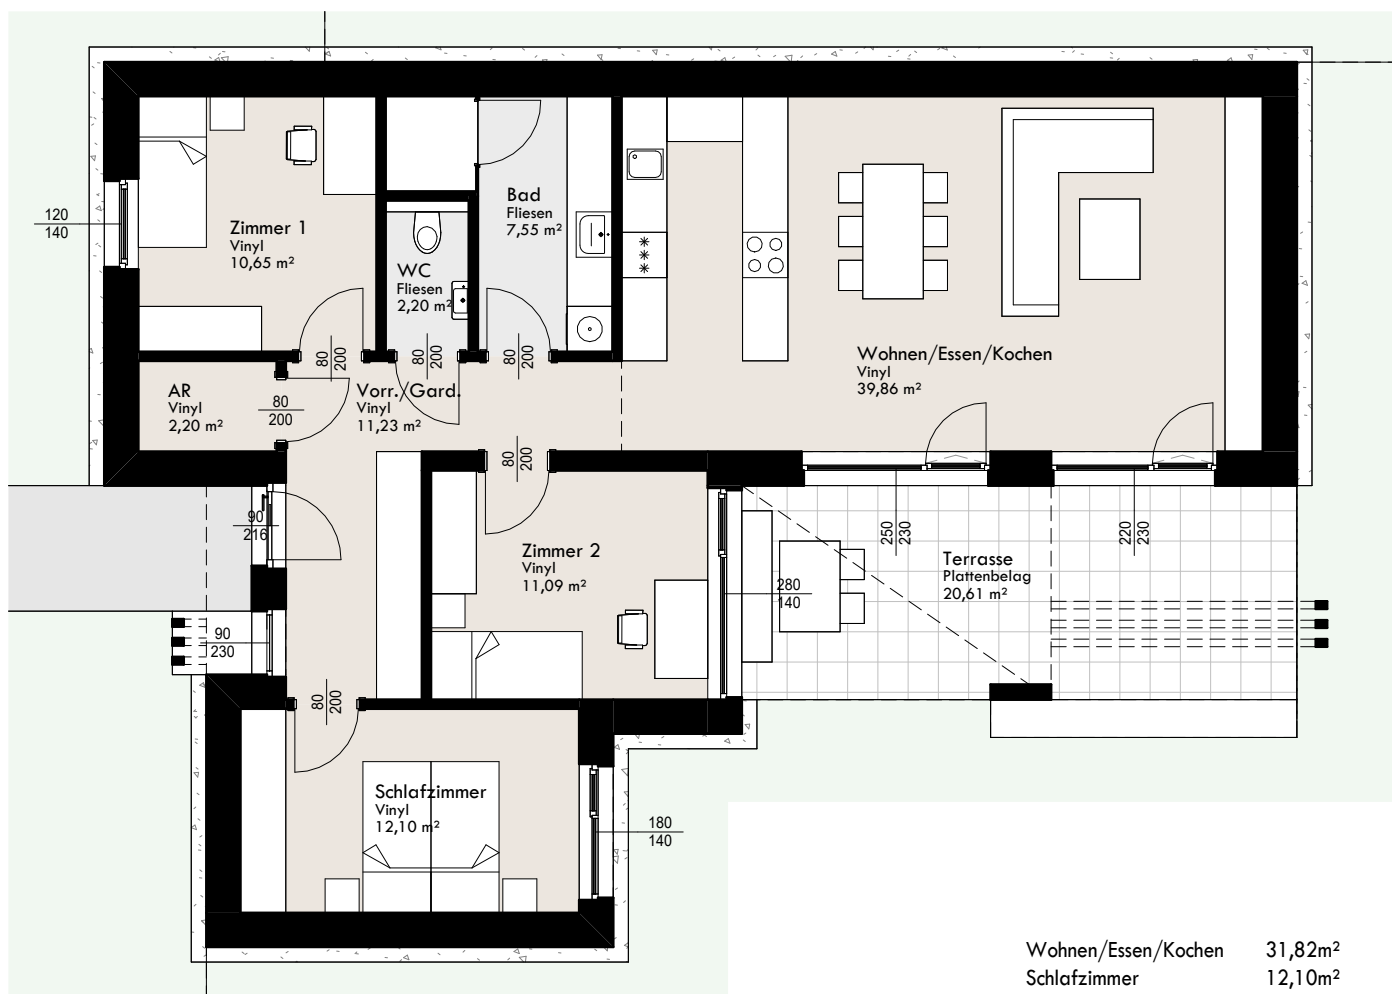 120
140
Zimmer 1
Vinyl
10,65 m²
Bad
Fliesen
7,55 m²
WC
Fliesen
2,20 m²
80
200
80
200
80
200
Wohnen/Essen/Kochen
Vinyl
39,86 m²
AR
Vinyl
2,20 m²
80
200
Vorr./Gard.
Vinyl
11,23 m²
80
200
90
216
250
230
220
230
Zimmer 2
Vinyl
11,09 m²
Terrasse
Plattenbelag
20,61 m²
280
140
90
230
80
200
Schlafzimmer
Vinyl
12,10 m²
180
140
Wohnen/Essen/Kochen 31,82m²
Schlafzimmer 12,10m²